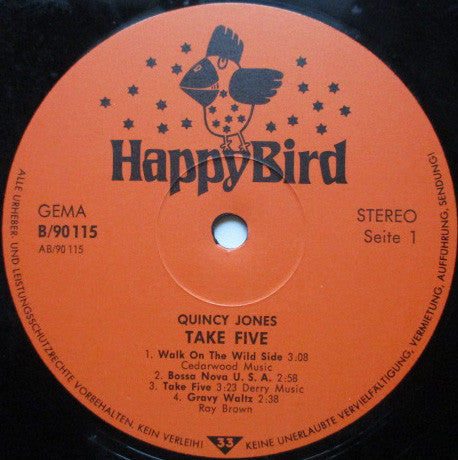 HappyBird
GEMA
B/90115
AB/90115
STEREO
Seite 1
QUINCY JONES
TAKE FIVE
1. Walk On The Wild Side 3:08
Cedarwood Music
2. Bossa Nova U. S. A. 2:58
3. Take Five 3:23 Derry Music
4. Gravy Waltz 2:38
Ray Brown
ALLE URHEBER- UND LEISTUNGSSCHUTZRECHTE VORBEHALTEN. KEIN VERLEIH! 33 KEINE UNERLAUBTE VERVIELFÄLTIGUNG, VERMIETUNG, AUFFÜHRUNG, SENDUNG!